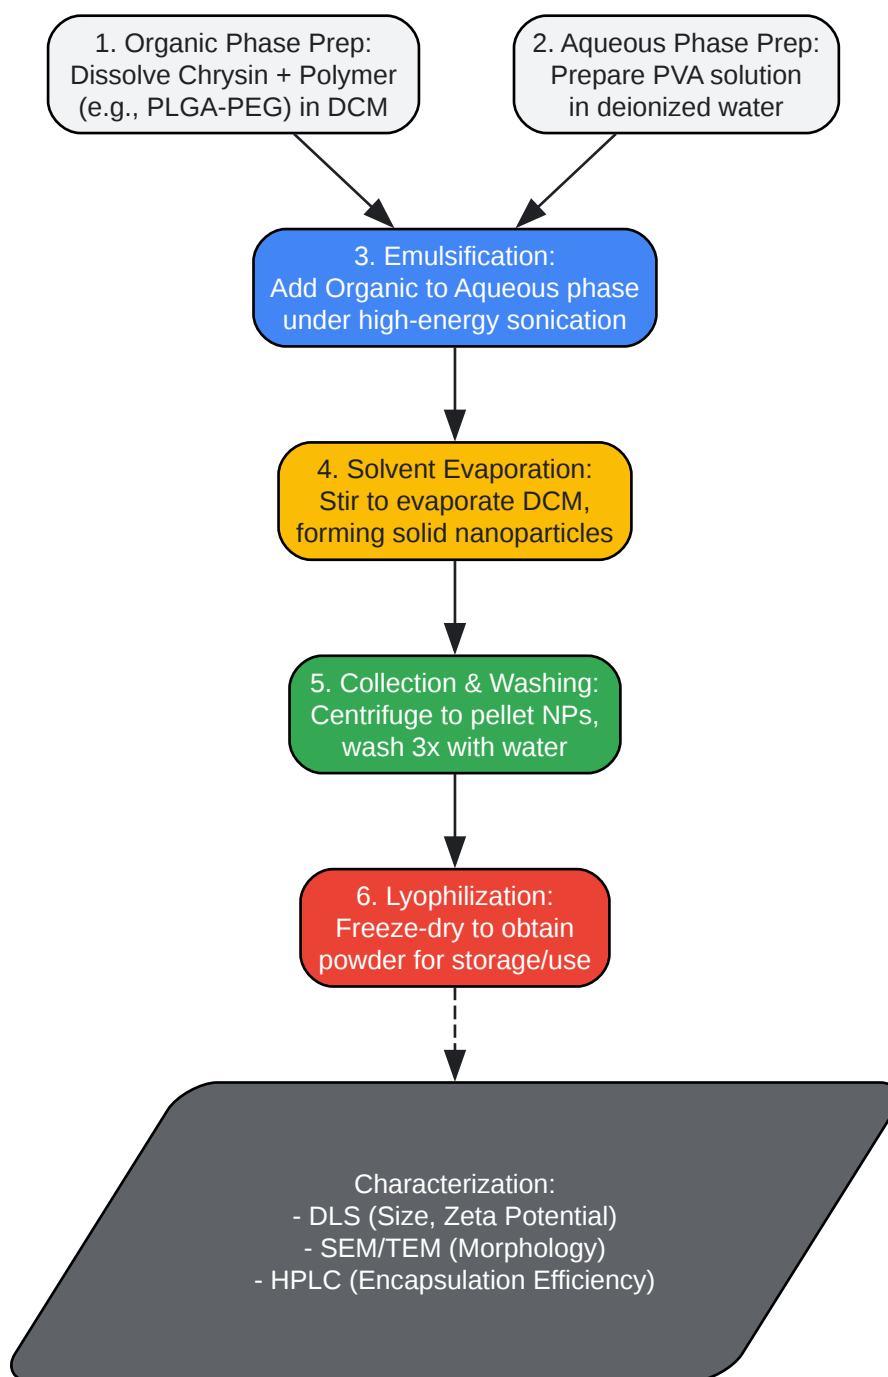 1. Organic Phase Prep:
Dissolve Chrysin + Polymer
(e.g., PLGA-PEG) in DCM
2. Aqueous Phase Prep:
Prepare PVA solution
in deionized water
3. Emulsification:
Add Organic to Aqueous phase
under high-energy sonication
4. Solvent Evaporation:
Stir to evaporate DCM,
forming solid nanoparticles
5. Collection & Washing:
Centrifuge to pellet NPs,
wash 3x with water
6. Lyophilization:
Freeze-dry to obtain
powder for storage/use
Characterization:
- DLS (Size, Zeta Potential)
- SEM/TEM (Morphology)
- HPLC (Encapsulation Efficiency)